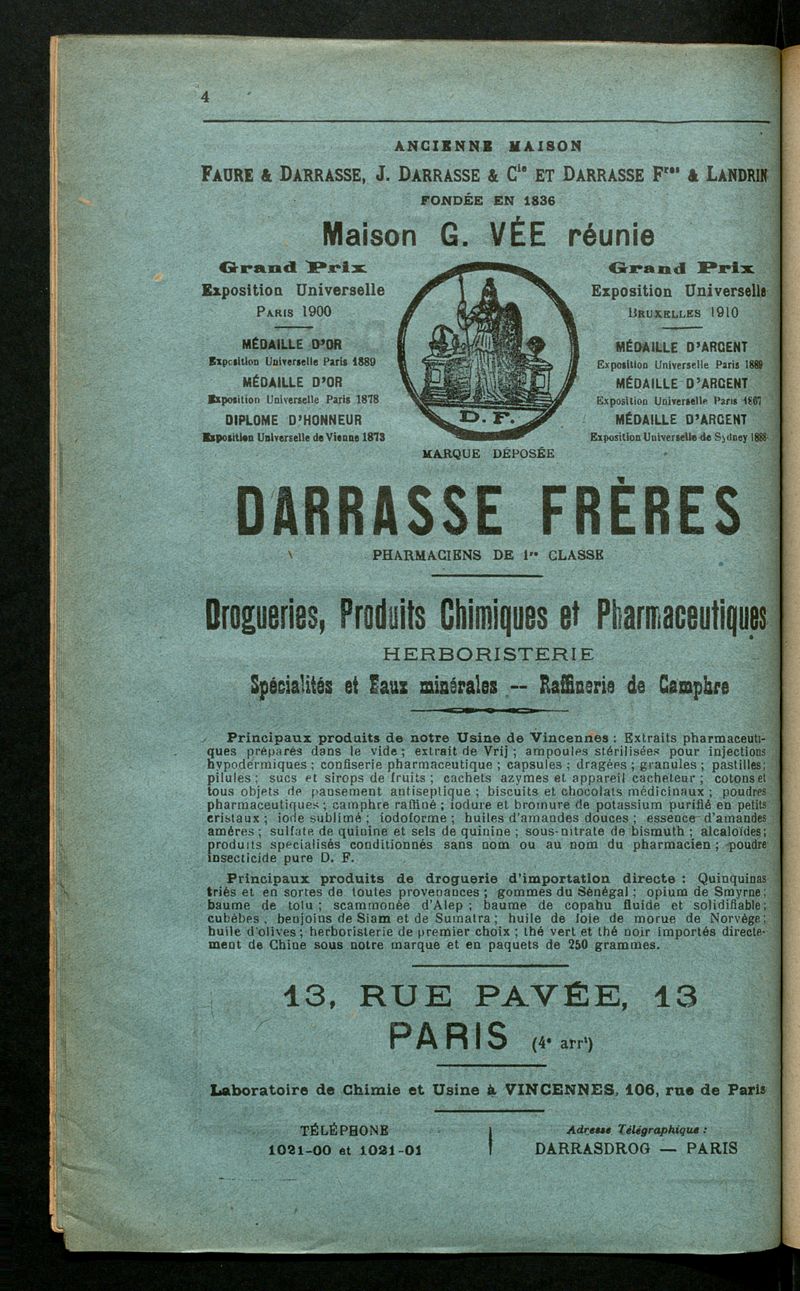 4
ANCIENNE MAISON
FAURE & DARRASSE, J. DARRASSE & Cie ET DARRASSE Fres & LANDRIN
FONDÉE EN 1836
Maison G. VÉE réunie
Grand Prix
Exposition Universelle
PARIS 1900
MÉDAILLE D'OR
Exposition Universelle Paris 1889
MÉDAILLE D'OR
Exposition Universelle Paris 1878
DIPLOME D'HONNEUR
Exposition Universelle de Vienne 1873
D. F.
MARQUE DÉPOSÉE
Grand Prix
Exposition Universelle
BRUXELLES 1910
MÉDAILLE D'ARGENT
Exposition Universelle Paris 1889
MÉDAILLE D'ARGENT
Exposition Universelle Paris 1867
MÉDAILLE D'ARGENT
Exposition Universelle de Sydney 1888
DARRASSE FRÈRES
PHARMACIENS DE 1re CLASSE
Drogueries, Produits Chimiques et Pharmaceutiques
HERBORISTERIE
Spécialités et Eaux minérales -- Raffinerie de Camphre
Principaux produits de notre Usine de Vincennes : Extraits pharmaceuti-
ques préparés dans le vide ; extrait de Vrij ; ampoules stérilisées pour injections
hypodermiques ; confiserie pharmaceutique ; capsules ; dragées ; granules ; pastilles;
pilules ; sucs et sirops de fruits ; cachets azymes et appareil cacheteur ; cotons et
tous objets de pansement antiseptique ; biscuits et chocolats médicinaux ; poudres
pharmaceutiques ; camphre raffiné ; iodure et bromure de potassium purifié en petits
cristaux ; iode sublimé ; iodoforme ; huiles d'amandes douces ; essence d'amandes
amères ; sulfate de quinine et sels de quinine ; sous-nitrate de bismuth ; alcaloïdes;
produits spécialisés conditionnés sans nom ou au nom du pharmacien ; poudre
insecticide pure D. F.
Principaux produits de droguerie d'importation directe : Quinquinas
triés et en sortes de toutes provenances ; gommes du Sénégal ; opium de Smyrne;
baume de tolu ; scammonée d'Alep ; baume de copahu fluide et solidifiable;
cubèbes, benjoins de Siam et de Sumatra ; huile de foie de morue de Norvège;
huile d'olives ; herboristerie de premier choix ; thé vert et thé noir importés directe-
ment de Chine sous notre marque et en paquets de 250 grammes.
13, RUE PAVÉE, 13
PARIS (4e arrt)
Laboratoire de Chimie et Usine à VINCENNES, 106, rue de Paris
TÉLÉPHONE
1021-00 et 1021-01
Adresse Télégraphique :
DARRASDROG — PARIS